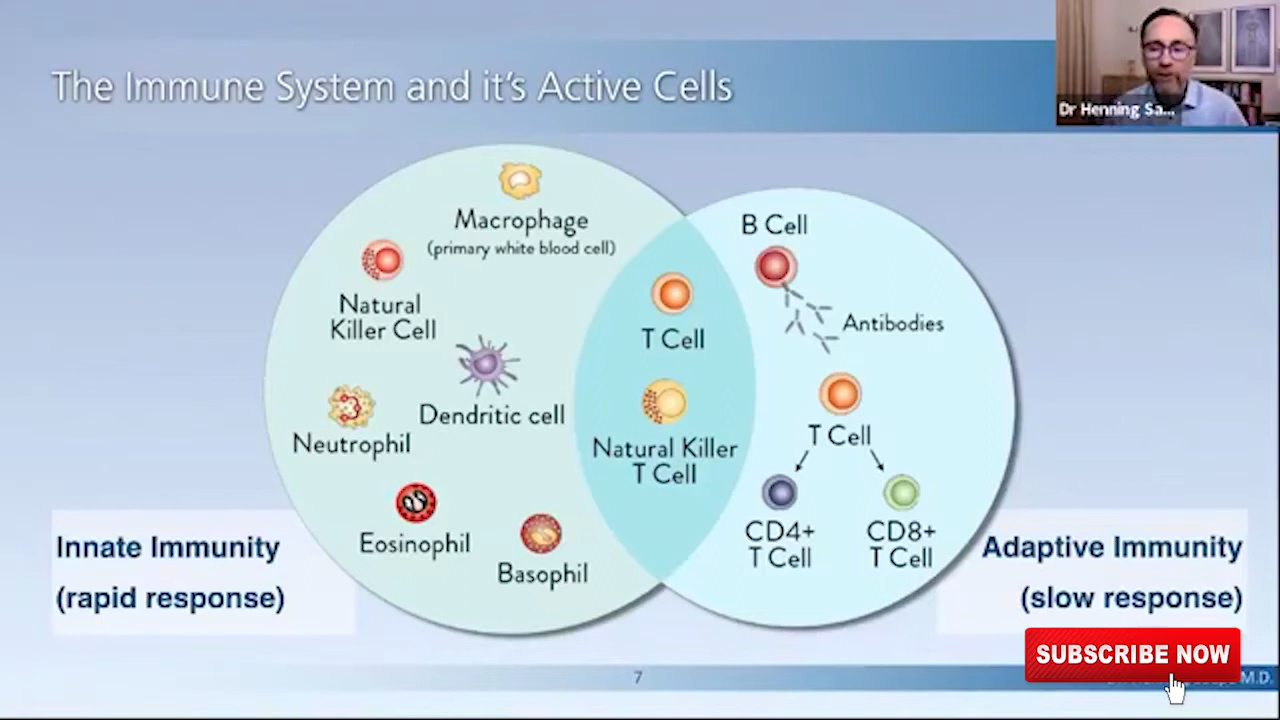 The Immune System and it's Active Cells
Dr Henning Sa...
Macrophage
(primary white blood cell)
Natural
Killer Cell
Dendritic cell
Neutrophil
Eosinophil
Basophil
T Cell
Natural Killer
T Cell
B Cell
Antibodies
T Cell
CD4+
T Cell
CD8+
T Cell
Innate Immunity
(rapid response)
Adaptive Immunity
(slow response)
SUBSCRIBE NOW
7
M.D.